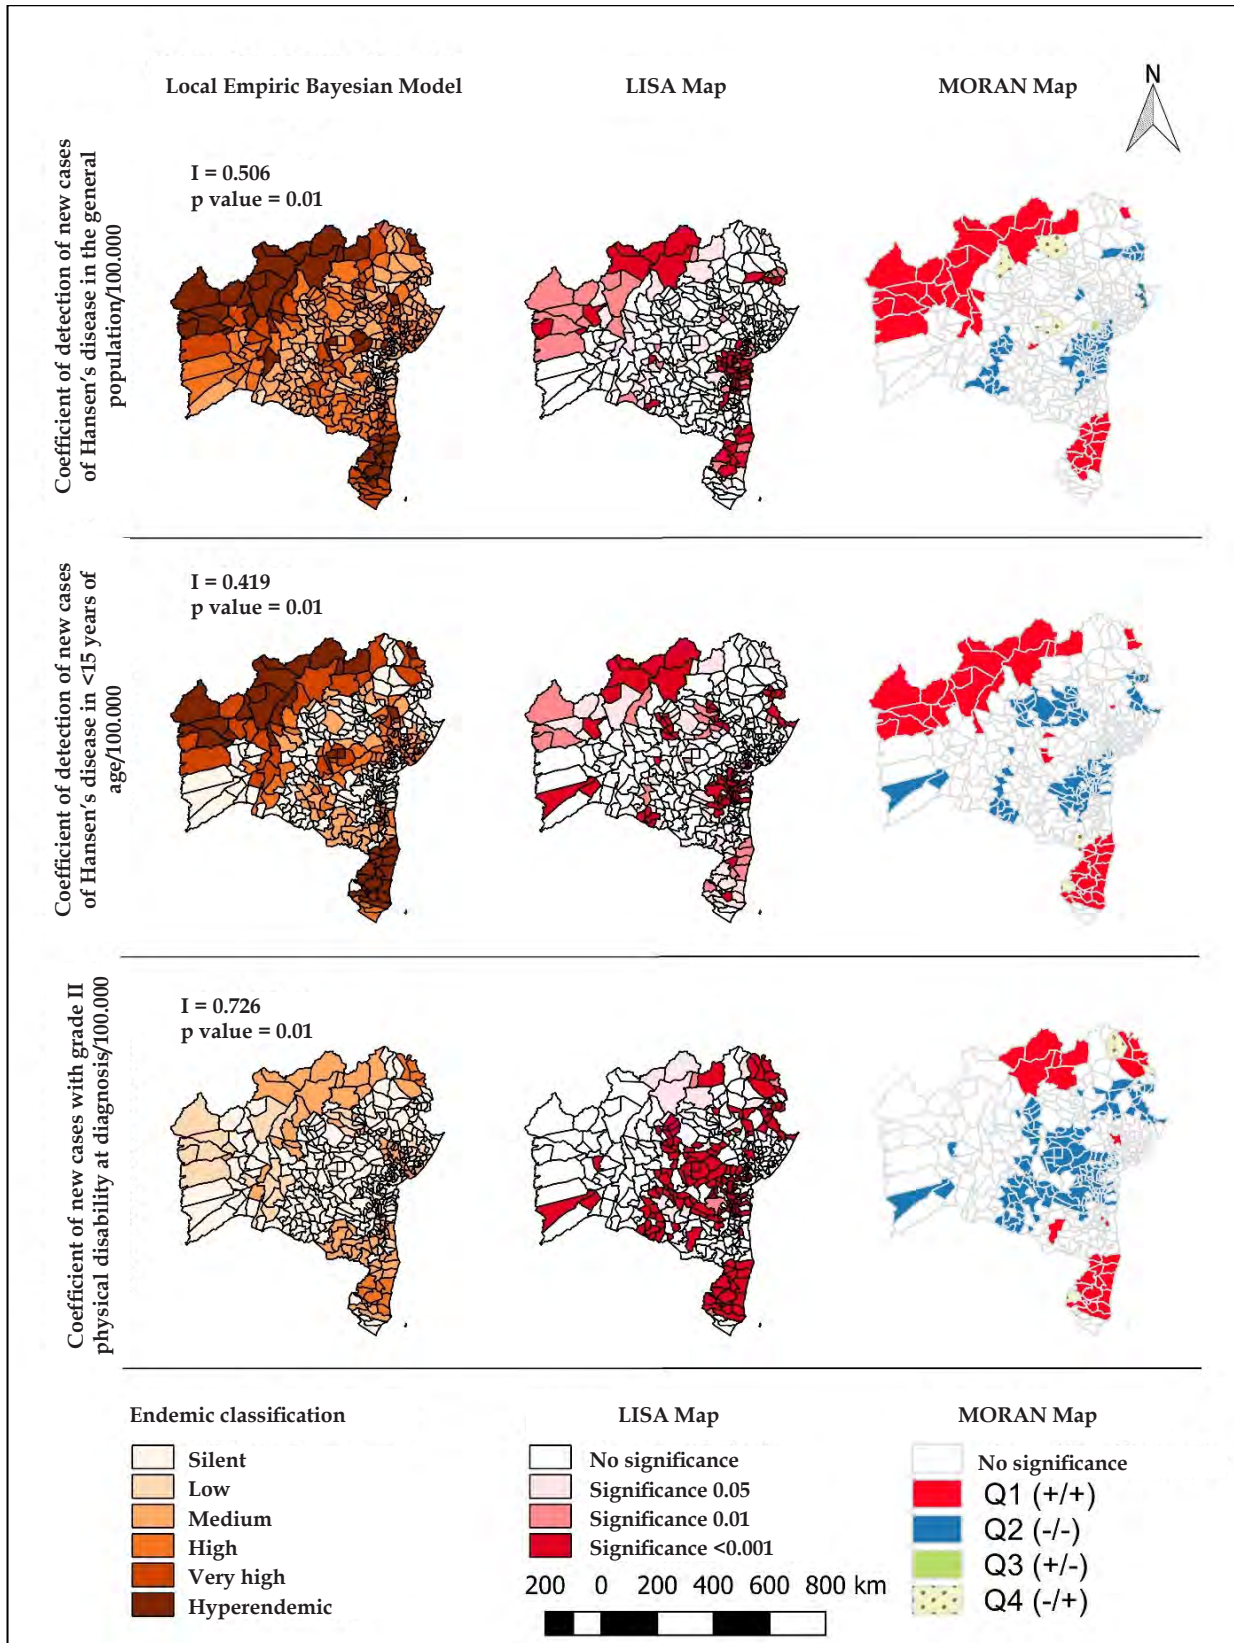 Local Empiric Bayesian Model
LISA Map
MORAN Map
N
Coefficient of detection of new cases
of Hansen's disease in the general
population/100.000
I = 0.506
p value = 0.01
Coefficient of detection of new cases
of Hansen's disease in <15 years of
age/100.000
I = 0.419
p value = 0.01
Coefficient of new cases with grade II
physical disability at diagnosis/100.000
I = 0.726
p value = 0.01
Endemic classification
Silent
Low
Medium
High
Very high
Hyperendemic
LISA Map
No significance
Significance 0.05
Significance 0.01
Significance <0.001
200 0 200 400 600 800 km
MORAN Map
No significance
Q1 (+/+)
Q2 (-/-)
Q3 (+/-)
Q4 (-/+)